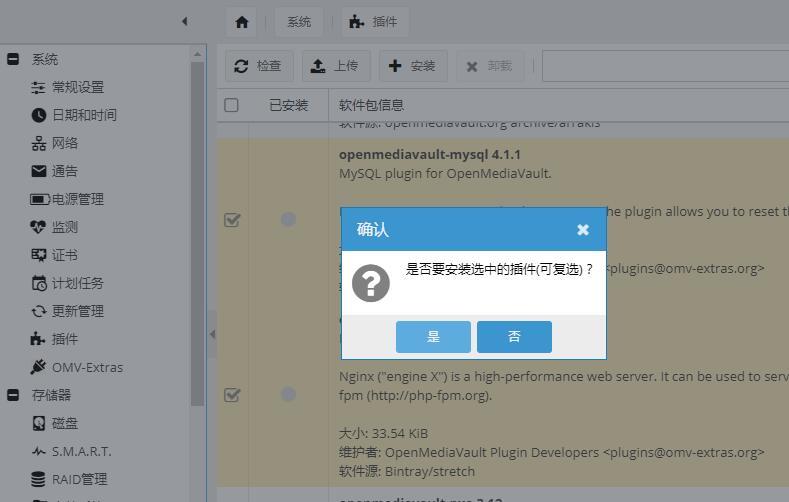 系统
插件
系统
常规设置
日期和时间
网络
通告
电源管理
监测
证书
计划任务
更新管理
插件
OMV-Extras
存储器
磁盘
S.M.A.R.T.
RAID管理
检查
上传
安装
卸载
已安装
软件包信息
软件源: openmediavault.org archive/arrakis
openmediavault-mysql 4.1.1
MySQL plugin for OpenMediaVault.
he plugin allows you to reset t
<plugins@omv-extras.org>
确认
是否要安装选中的插件(可复选)？
是
否
Nginx ("engine X") is a high-performance web server. It can be used to serv
fpm (http://php-fpm.org).
大小: 33.54 KiB
维护者: OpenMediaVault Plugin Developers <plugins@omv-extras.org>
软件源: Bintray/stretch